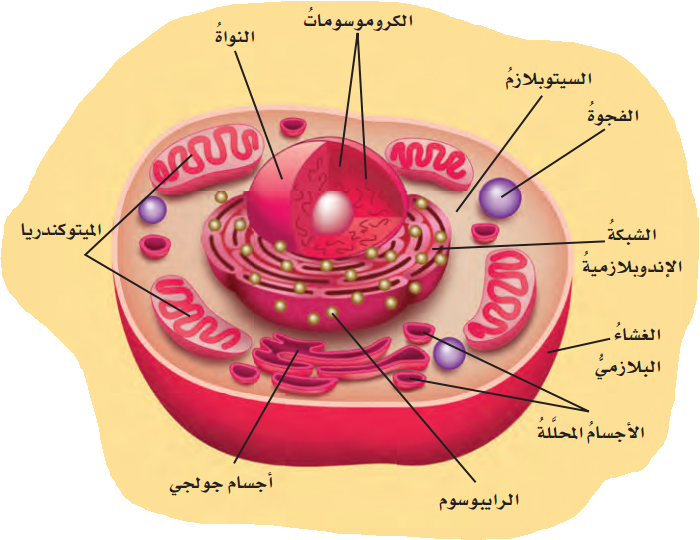 الكروموسوماتُ
النواةُ
السيتوبلازمُ
الفجوةُ
الميتوكندريا
الشبكةُ
الإندوبلازميةُ
الغشاءُ
البلازميُّ
الأجسامُ المحلَّلةُ
أجسام جولجي
الرايبوسوم